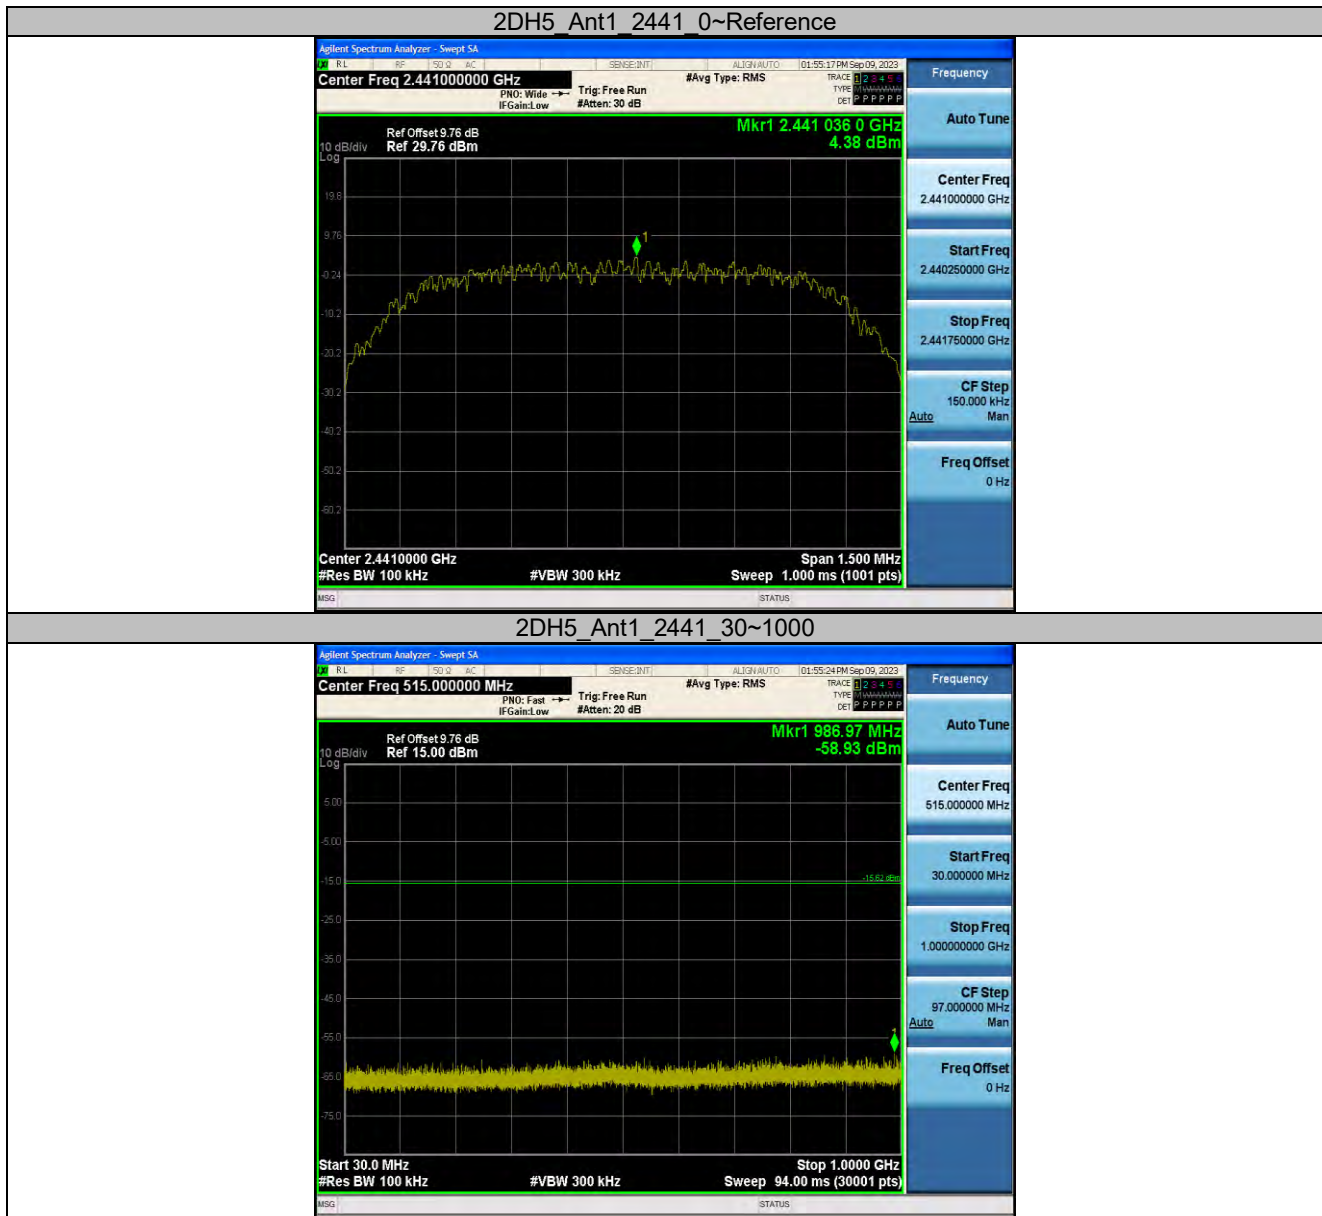 2DH5_Ant1_2441_0~Reference
Agilent Spectrum Analyzer - Swept SA
RL RF 50 Ω AC SENSE:INT ALIGN AUTO 01:55:17 PM Sep 09, 2023
Center Freq 2.441000000 GHz #Avg Type: RMS TRACE 1 2 3 4 5 6
PNO: Wide Trig: Free Run TYPE
IFGain:Low #Atten: 30 dB DET P P P P P P
Mkr1 2.441 036 0 GHz
4.38 dBm
Ref Offset 9.76 dB
10 dB/div Ref 29.76 dBm
Log
19.8
9.76
-0.24
-10.2
-20.2
-30.2
-40.2
-50.2
-60.2
1
Center 2.4410000 GHz Span 1.500 MHz
#Res BW 100 kHz #VBW 300 kHz Sweep 1.000 ms (1001 pts)
MSG STATUS
Frequency
Auto Tune
Center Freq
2.441000000 GHz
Start Freq
2.440250000 GHz
Stop Freq
2.441750000 GHz
CF Step
150.000 kHz
Auto Man
Freq Offset
0 Hz
2DH5_Ant1_2441_30~1000
Agilent Spectrum Analyzer - Swept SA
RL RF 50 Ω AC SENSE:INT ALIGN AUTO 01:55:24 PM Sep 09, 2023
Center Freq 515.000000 MHz #Avg Type: RMS TRACE 1 2 3 4 5 6
PNO: Fast Trig: Free Run TYPE
IFGain:Low #Atten: 20 dB DET P P P P P P
Mkr1 986.97 MHz
-58.93 dBm
Ref Offset 9.76 dB
10 dB/div Ref 15.00 dBm
Log
5.00
-5.00
-15.0
-15.62 dBm
-25.0
-35.0
-45.0
-55.0
-65.0
-75.0
1
Start 30.0 MHz Stop 1.0000 GHz
#Res BW 100 kHz #VBW 300 kHz Sweep 94.00 ms (30001 pts)
MSG STATUS
Frequency
Auto Tune
Center Freq
515.000000 MHz
Start Freq
30.000000 MHz
Stop Freq
1.000000000 GHz
CF Step
97.000000 MHz
Auto Man
Freq Offset
0 Hz